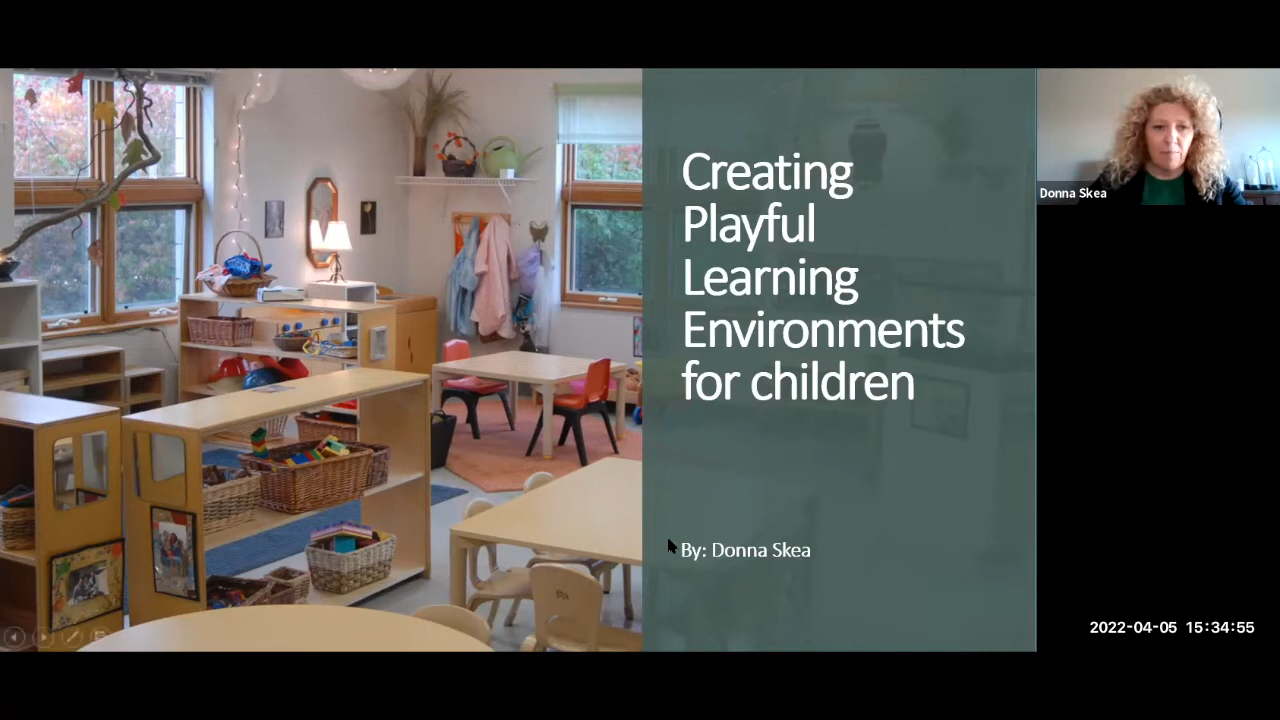 Creating
Playful
Learning
Environments
for children
By: Donna Skea
Donna Skea
2022-04-05 15:34:55